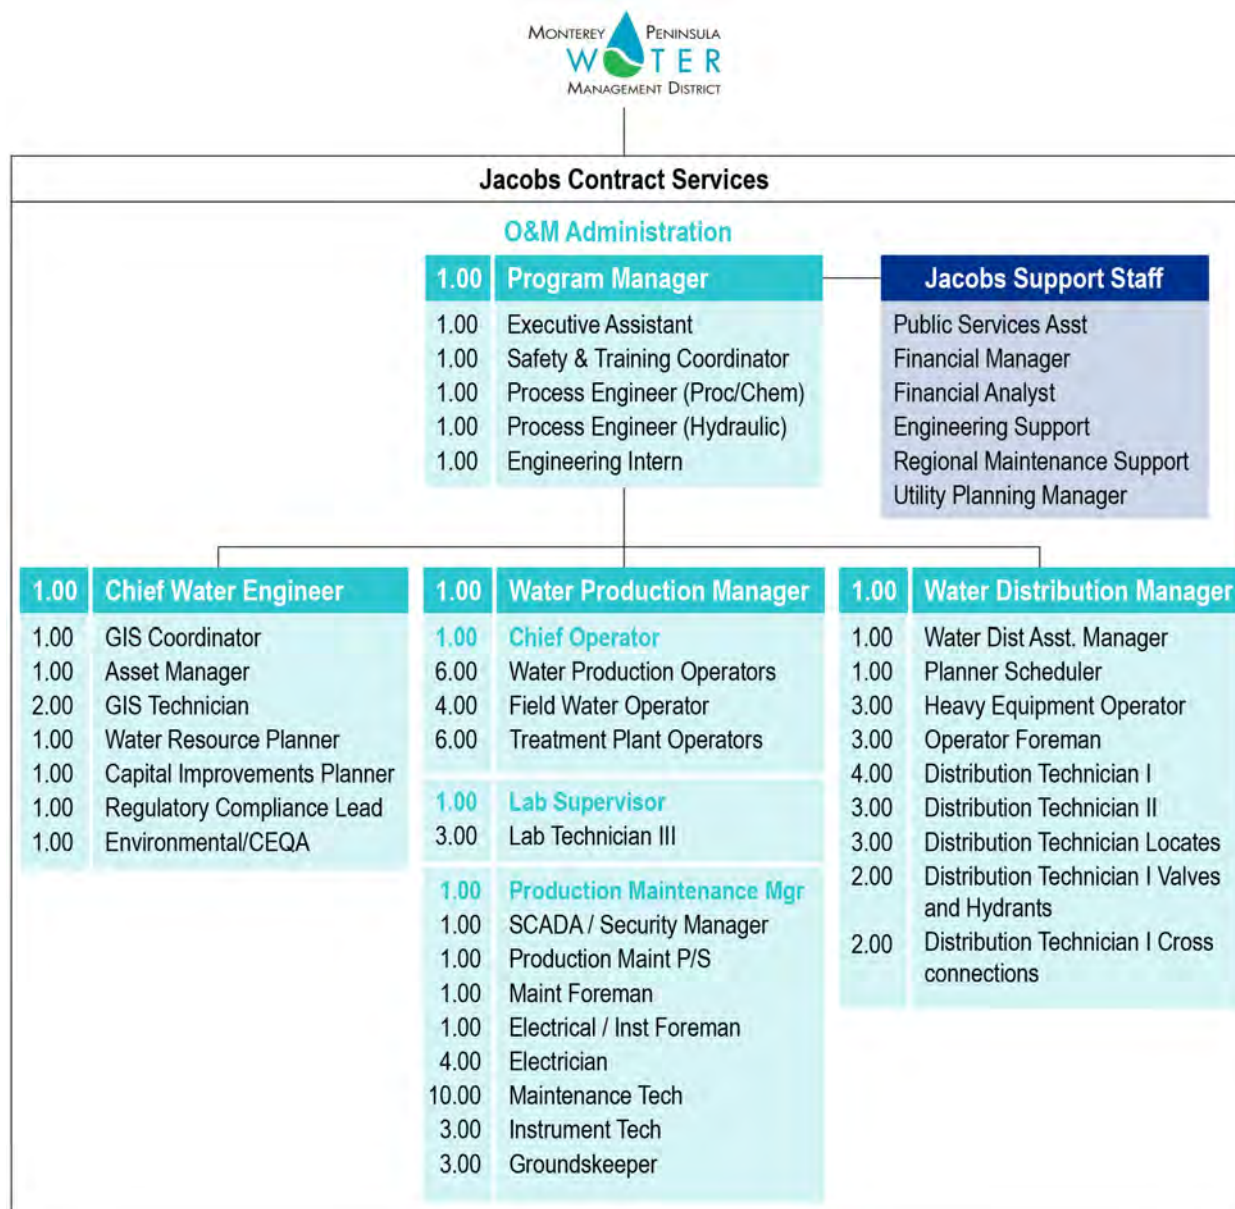 MONTEREY PENINSULA
WATER
MANAGEMENT DISTRICT
Jacobs Contract Services
O&M Administration
1.00 Program Manager
1.00 Executive Assistant
1.00 Safety & Training Coordinator
1.00 Process Engineer (Proc/Chem)
1.00 Process Engineer (Hydraulic)
1.00 Engineering Intern
Jacobs Support Staff
Public Services Asst
Financial Manager
Financial Analyst
Engineering Support
Regional Maintenance Support
Utility Planning Manager
1.00 Chief Water Engineer
1.00 GIS Coordinator
1.00 Asset Manager
2.00 GIS Technician
1.00 Water Resource Planner
1.00 Capital Improvements Planner
1.00 Regulatory Compliance Lead
1.00 Environmental/CEQA
1.00 Water Production Manager
1.00 Chief Operator
6.00 Water Production Operators
4.00 Field Water Operator
6.00 Treatment Plant Operators
1.00 Lab Supervisor
3.00 Lab Technician III
1.00 Production Maintenance Mgr
1.00 SCADA / Security Manager
1.00 Production Maint P/S
1.00 Maint Foreman
1.00 Electrical / Inst Foreman
4.00 Electrician
10.00 Maintenance Tech
3.00 Instrument Tech
3.00 Groundskeeper
1.00 Water Distribution Manager
1.00 Water Dist Asst. Manager
1.00 Planner Scheduler
3.00 Heavy Equipment Operator
3.00 Operator Foreman
4.00 Distribution Technician I
3.00 Distribution Technician II
3.00 Distribution Technician Locates
2.00 Distribution Technician I Valves
and Hydrants
2.00 Distribution Technician I Cross
connections